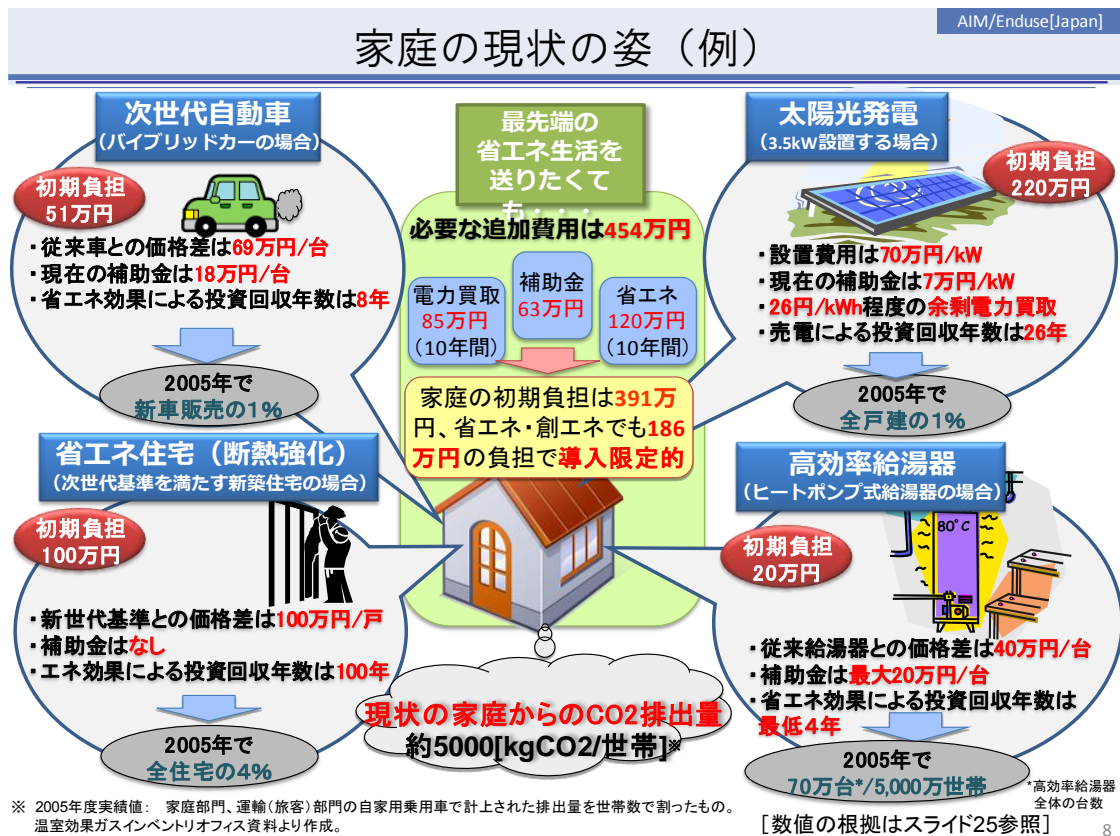 AIM/Enduse[Japan]
家庭の現状の姿（例）
次世代自動車
（バイブリッドカーの場合）
初期負担
51万円
・従来車との価格差は69万円/台
・現在の補助金は18万円/台
・省エネ効果による投資回収年数は8年
2005年で
新車販売の1%
最先端の
省エネ生活を
送りたくて
も・・・
必要な追加費用は454万円
電力買取
85万円
（10年間）
補助金
63万円
省エネ
120万円
（10年間）
家庭の初期負担は391万
円、省エネ・創エネでも186
万円の負担で導入限定的
太陽光発電
（3.5kW設置する場合）
初期負担
220万円
・設置費用は70万円/kW
・現在の補助金は7万円/kW
・26円/kWh程度の余剰電力買取
・売電による投資回収年数は26年
2005年で
全戸建の1%
省エネ住宅（断熱強化）
（次世代基準を満たす新築住宅の場合）
初期負担
100万円
・新世代基準との価格差は100万円/戸
・補助金はなし
・エネ効果による投資回収年数は100年
2005年で
全住宅の4%
高効率給湯器
（ヒートポンプ式給湯器の場合）
80°C
初期負担
20万円
・従来給湯器との価格差は40万円/台
・補助金は最大20万円/台
・省エネ効果による投資回収年数は
最低４年
2005年で
70万台*/5,000万世帯
*高効率給湯器
全体の台数
現状の家庭からのCO2排出量
約5000[kgCO2/世帯]※
※ 2005年度実績値： 家庭部門、運輸（旅客）部門の自家用乗用車で計上された排出量を世帯数で割ったもの。
温室効果ガスインベントリオフィス資料より作成。
［数値の根拠はスライド25参照］
8